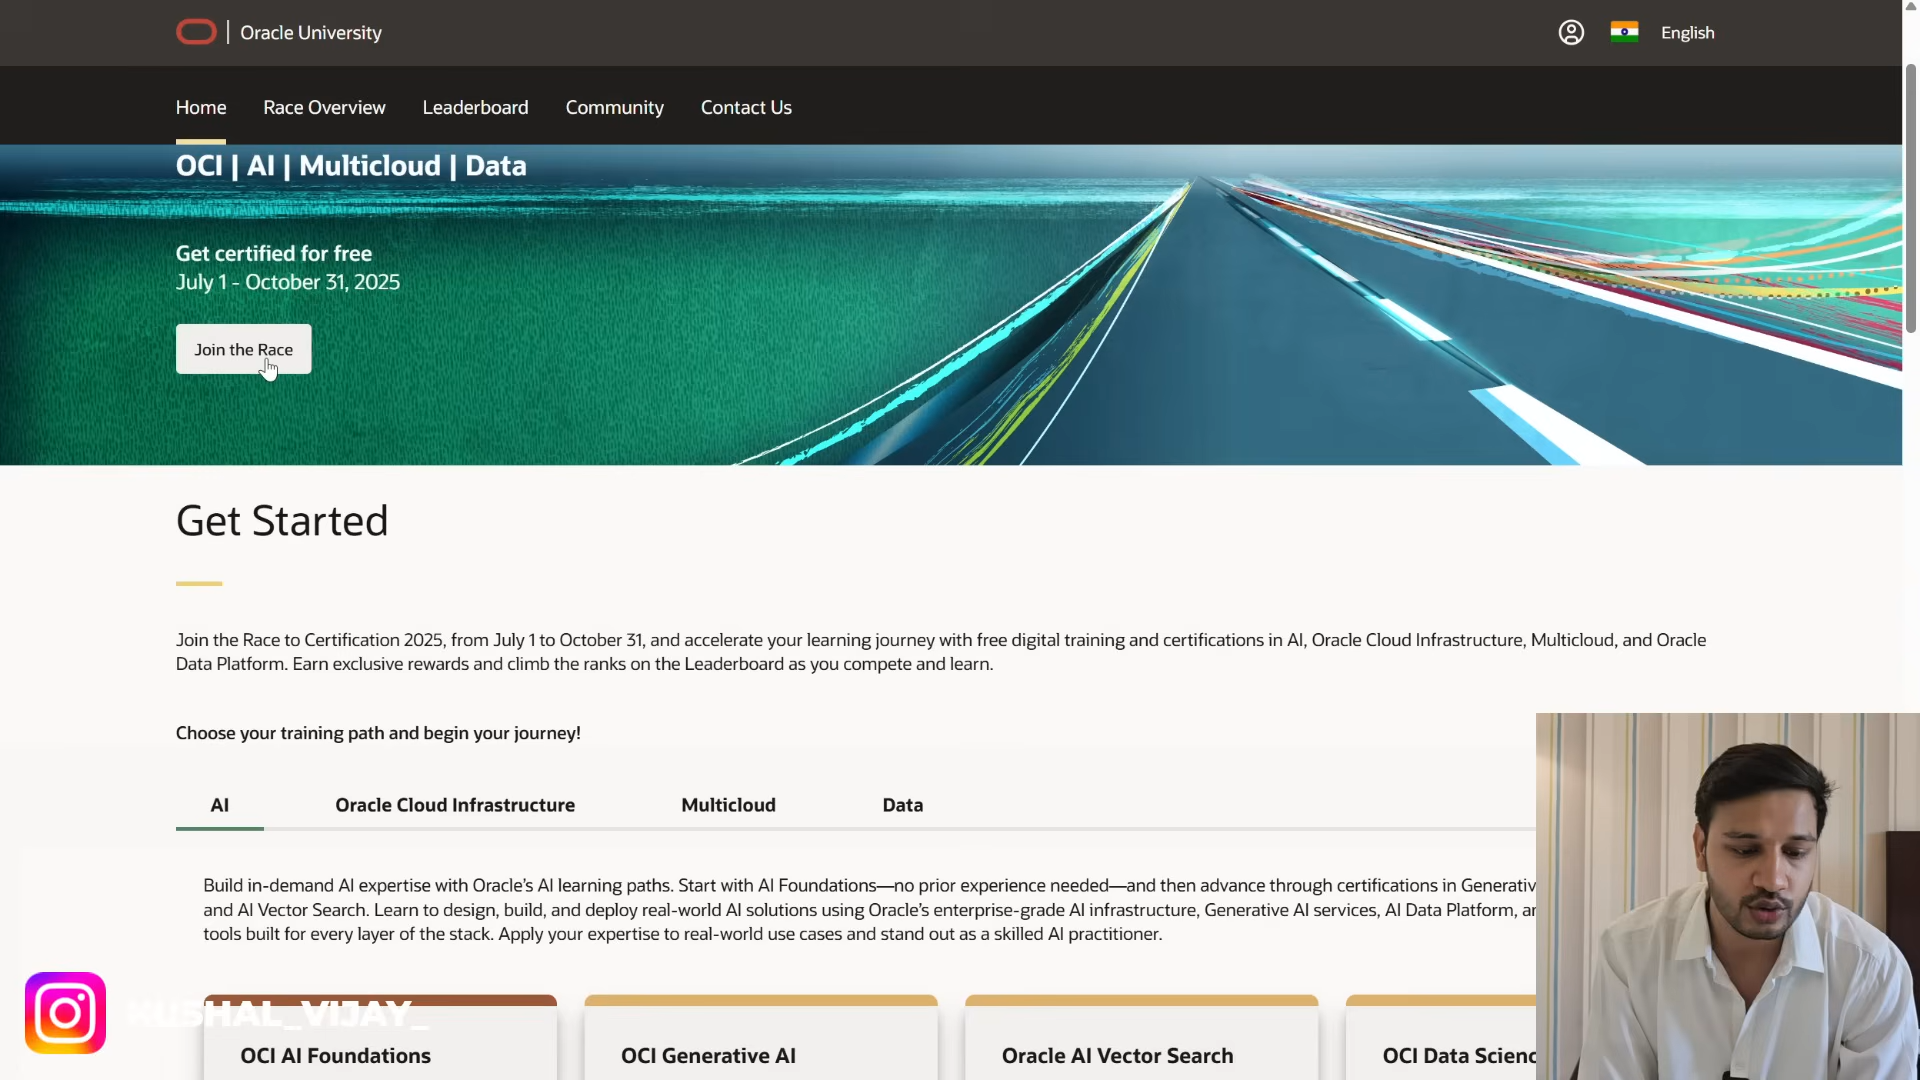 Oracle University
English
Home
Race Overview
Leaderboard
Community
Contact Us
OCI | AI | Multicloud | Data
Get certified for free
July 1 - October 31, 2025
Join the Race
Get Started
Join the Race to Certification 2025, from July 1 to October 31, and accelerate your learning journey with free digital training and certifications in AI, Oracle Cloud Infrastructure, Multicloud, and Oracle
Data Platform. Earn exclusive rewards and climb the ranks on the Leaderboard as you compete and learn.
Choose your training path and begin your journey!
AI
Oracle Cloud Infrastructure
Multicloud
Data
Build in-demand AI expertise with Oracle’s AI learning paths. Start with AI Foundations—no prior experience needed—and then advance through certifications in Generativ
and AI Vector Search. Learn to design, build, and deploy real-world AI solutions using Oracle’s enterprise-grade AI infrastructure, Generative AI services, AI Data Platform, ar
tools built for every layer of the stack. Apply your expertise to real-world use cases and stand out as a skilled AI practitioner.
KUSHAL_VIJAY_
OCI AI Foundations
OCI Generative AI
Oracle AI Vector Search
OCI Data Scienc